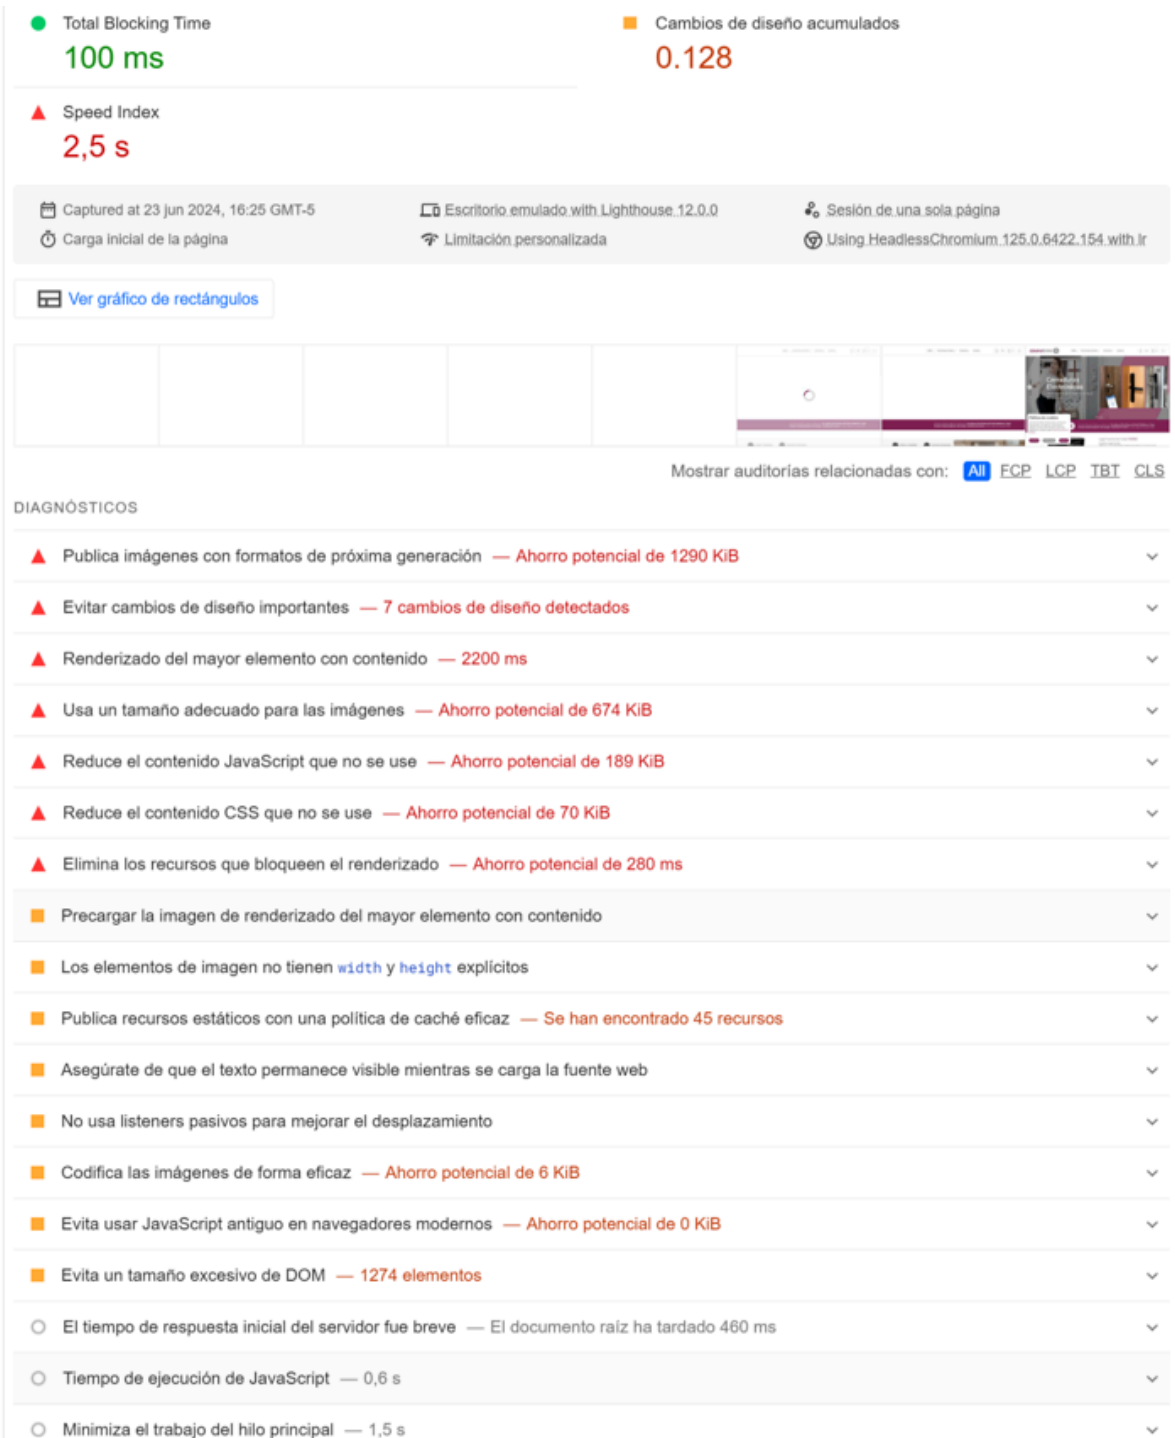 Total Blocking Time
100 ms
Cambios de diseño acumulados
0.128
Speed Index
2,5 s
Captured at 23 jun 2024, 16:25 GMT-5
Escritorio emulado with Lighthouse 12.0.0
Sesión de una sola página
Carga inicial de la página
Limitación personalizada
Using HeadlessChromium 125.0.6422.154 with lr
Ver gráfico de rectángulos
Mostrar auditorías relacionadas con: All FCP LCP TBT CLS
DIAGNÓSTICOS
Publica imágenes con formatos de próxima generación — Ahorro potencial de 1290 KiB
Evitar cambios de diseño importantes — 7 cambios de diseño detectados
Renderizado del mayor elemento con contenido — 2200 ms
Usa un tamaño adecuado para las imágenes — Ahorro potencial de 674 KiB
Reduce el contenido JavaScript que no se use — Ahorro potencial de 189 KiB
Reduce el contenido CSS que no se use — Ahorro potencial de 70 KiB
Elimina los recursos que bloqueen el renderizado — Ahorro potencial de 280 ms
Precargar la imagen de renderizado del mayor elemento con contenido
Los elementos de imagen no tienen width y height explícitos
Publica recursos estáticos con una política de caché eficaz — Se han encontrado 45 recursos
Asegúrate de que el texto permanece visible mientras se carga la fuente web
No usa listeners pasivos para mejorar el desplazamiento
Codifica las imágenes de forma eficaz — Ahorro potencial de 6 KiB
Evita usar JavaScript antiguo en navegadores modernos — Ahorro potencial de 0 KiB
Evita un tamaño excesivo de DOM — 1274 elementos
El tiempo de respuesta inicial del servidor fue breve — El documento raíz ha tardado 460 ms
Tiempo de ejecución de JavaScript — 0,6 s
Minimiza el trabajo del hilo principal — 1,5 s